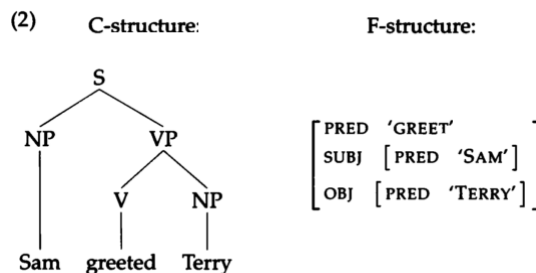 (2) C-structure: F-structure:
S
NP VP
V NP
Sam greeted Terry
[PRED 'GREET'
SUBJ [PRED 'SAM']
OBJ [PRED 'TERRY']]